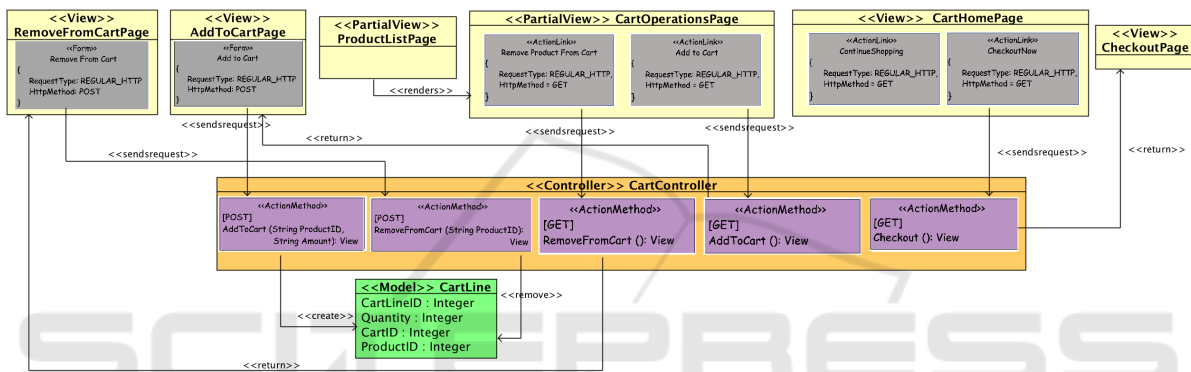 <<View>>
RemoveFromCartPage
<<Form>>
Remove From Cart
{
RequestType: REGULAR_HTTP
HttpMethod: POST
}
<<View>>
AddToCartPage
<<Form>>
Add to Cart
{
RequestType: REGULAR_HTTP
HttpMethod: POST
}
<<PartialView>>
ProductListPage
<<renders>>
<<PartialView>> CartOperationsPage
<<ActionLink>>
Remove Product From Cart
{
RequestType: REGULAR_HTTP,
HttpMethod = GET
}
<<ActionLink>>
Add to Cart
{
RequestType: REGULAR_HTTP,
HttpMethod = GET
}
<<View>> CartHomePage
<<ActionLink>>
ContinueShopping
{
RequestType: REGULAR_HTTP,
HttpMethod = GET
}
<<ActionLink>>
CheckoutNow
{
RequestType: REGULAR_HTTP,
HttpMethod = GET
}
<<View>>
CheckoutPage
<<sendsrequest>>
<<return>>
<<sendsrequest>>
<<sendsrequest>>
<<sendsrequest>>
<<sendsrequest>>
<<return>>
<<Controller>> CartController
<<ActionMethod>>
[POST]
AddToCart (String ProductID,
String Amount): View
<<ActionMethod>>
[POST]
RemoveFromCart (String ProductID):
View
<<ActionMethod>>
[GET]
RemoveFromCart (): View
<<ActionMethod>>
[GET]
AddToCart (): View
<<ActionMethod>>
[GET]
Checkout (): View
<<Model>> CartLine
CartLineID : Integer
Quantity : Integer
CartID : Integer
ProductID : Integer
<<create>>
<<remove>>
<<return>>
SCITEPRESS